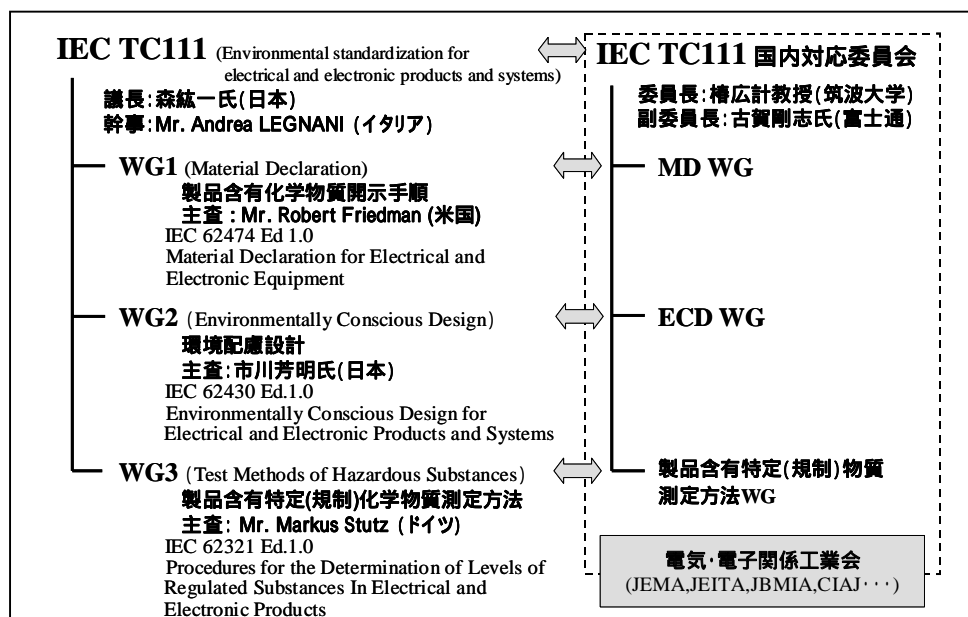 IEC TC111 (Environmental standardization for
electrical and electronic products and systems)
議長:森紘一氏(日本)
幹事:Mr. Andrea LEGNANI (イタリア)
WG1 (Material Declaration)
製品含有化学物質開示手順
主査 : Mr. Robert Friedman (米国)
IEC 62474 Ed 1.0
Material Declaration for Electrical and
Electronic Equipment
WG2 (Environmentally Conscious Design)
環境配慮設計
主査:市川芳明氏(日本)
IEC 62430 Ed.1.0
Environmentally Conscious Design for
Electrical and Electronic Products and Systems
WG3 (Test Methods of Hazardous Substances)
製品含有特定(規制)化学物質測定方法
主査: Mr. Markus Stutz (ドイツ)
IEC 62321 Ed.1.0
Procedures for the Determination of Levels of
Regulated Substances In Electrical and
Electronic Products
IEC TC111 国内対応委員会
委員長:椿広計教授(筑波大学)
副委員長:古賀剛志氏(富士通)
MD WG
ECD WG
製品含有特定(規制)物質
測定方法WG
電気・電子関係工業会
(JEMA,JEITA,JBMIA,CIAJ・・・)